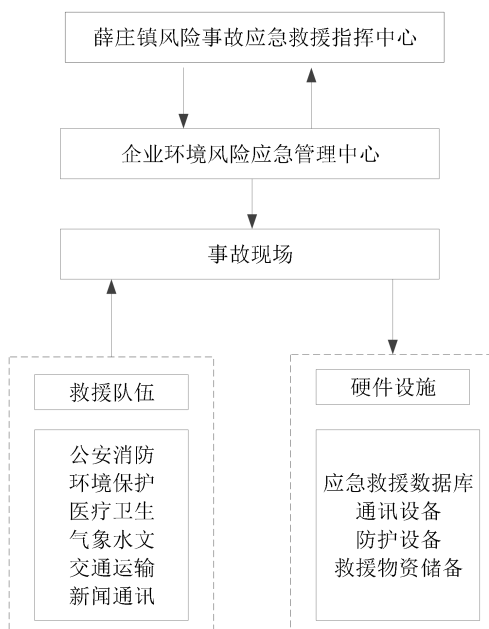 薛庄镇风险事故应急救援指挥中心
企业环境风险应急管理中心
事故现场
救援队伍
公安消防
环境保护
医疗卫生
气象水文
交通运输
新闻通讯
硬件设施
应急救援数据库
通讯设备
防护设备
救援物资储备